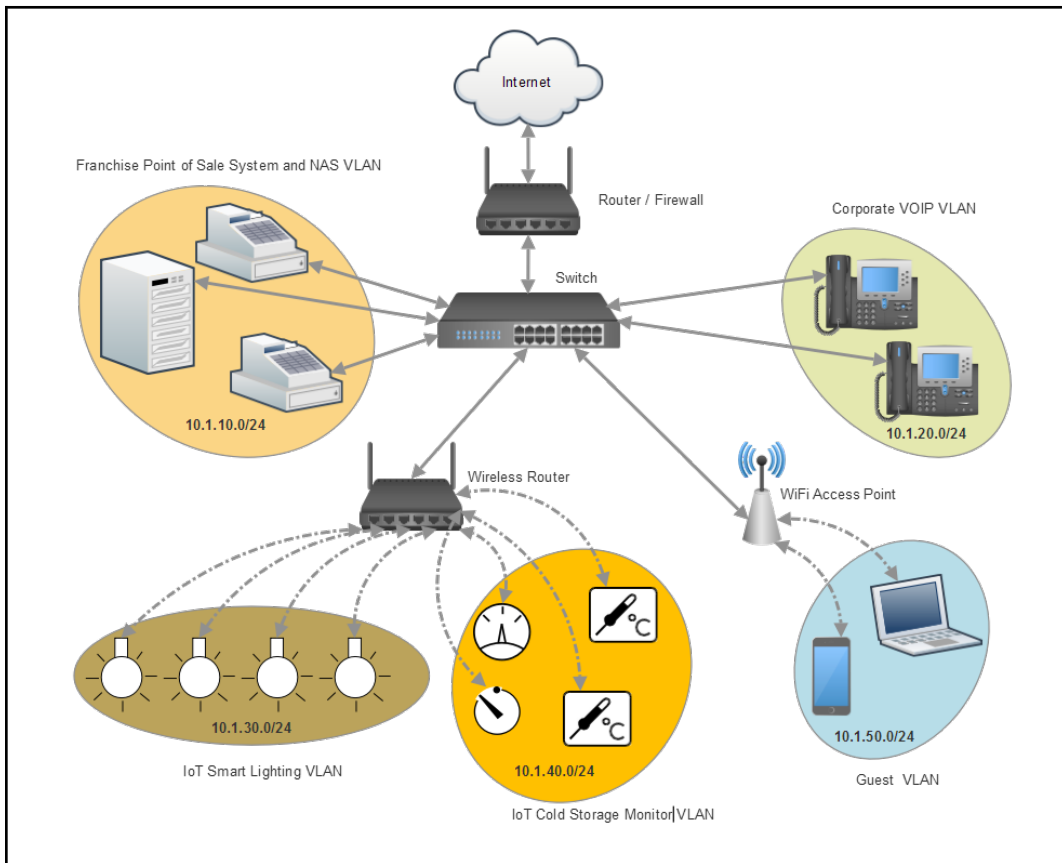 Internet
Franchise Point of Sale System and NAS VLAN
Router / Firewall
Corporate VOIP VLAN
Switch
10.1.10.0/24
10.1.20.0/24
Wireless Router
WiFi Access Point
°C
°C
10.1.30.0/24
10.1.40.0/24
10.1.50.0/24
IoT Smart Lighting VLAN
Guest VLAN
IoT Cold Storage Monitor VLAN